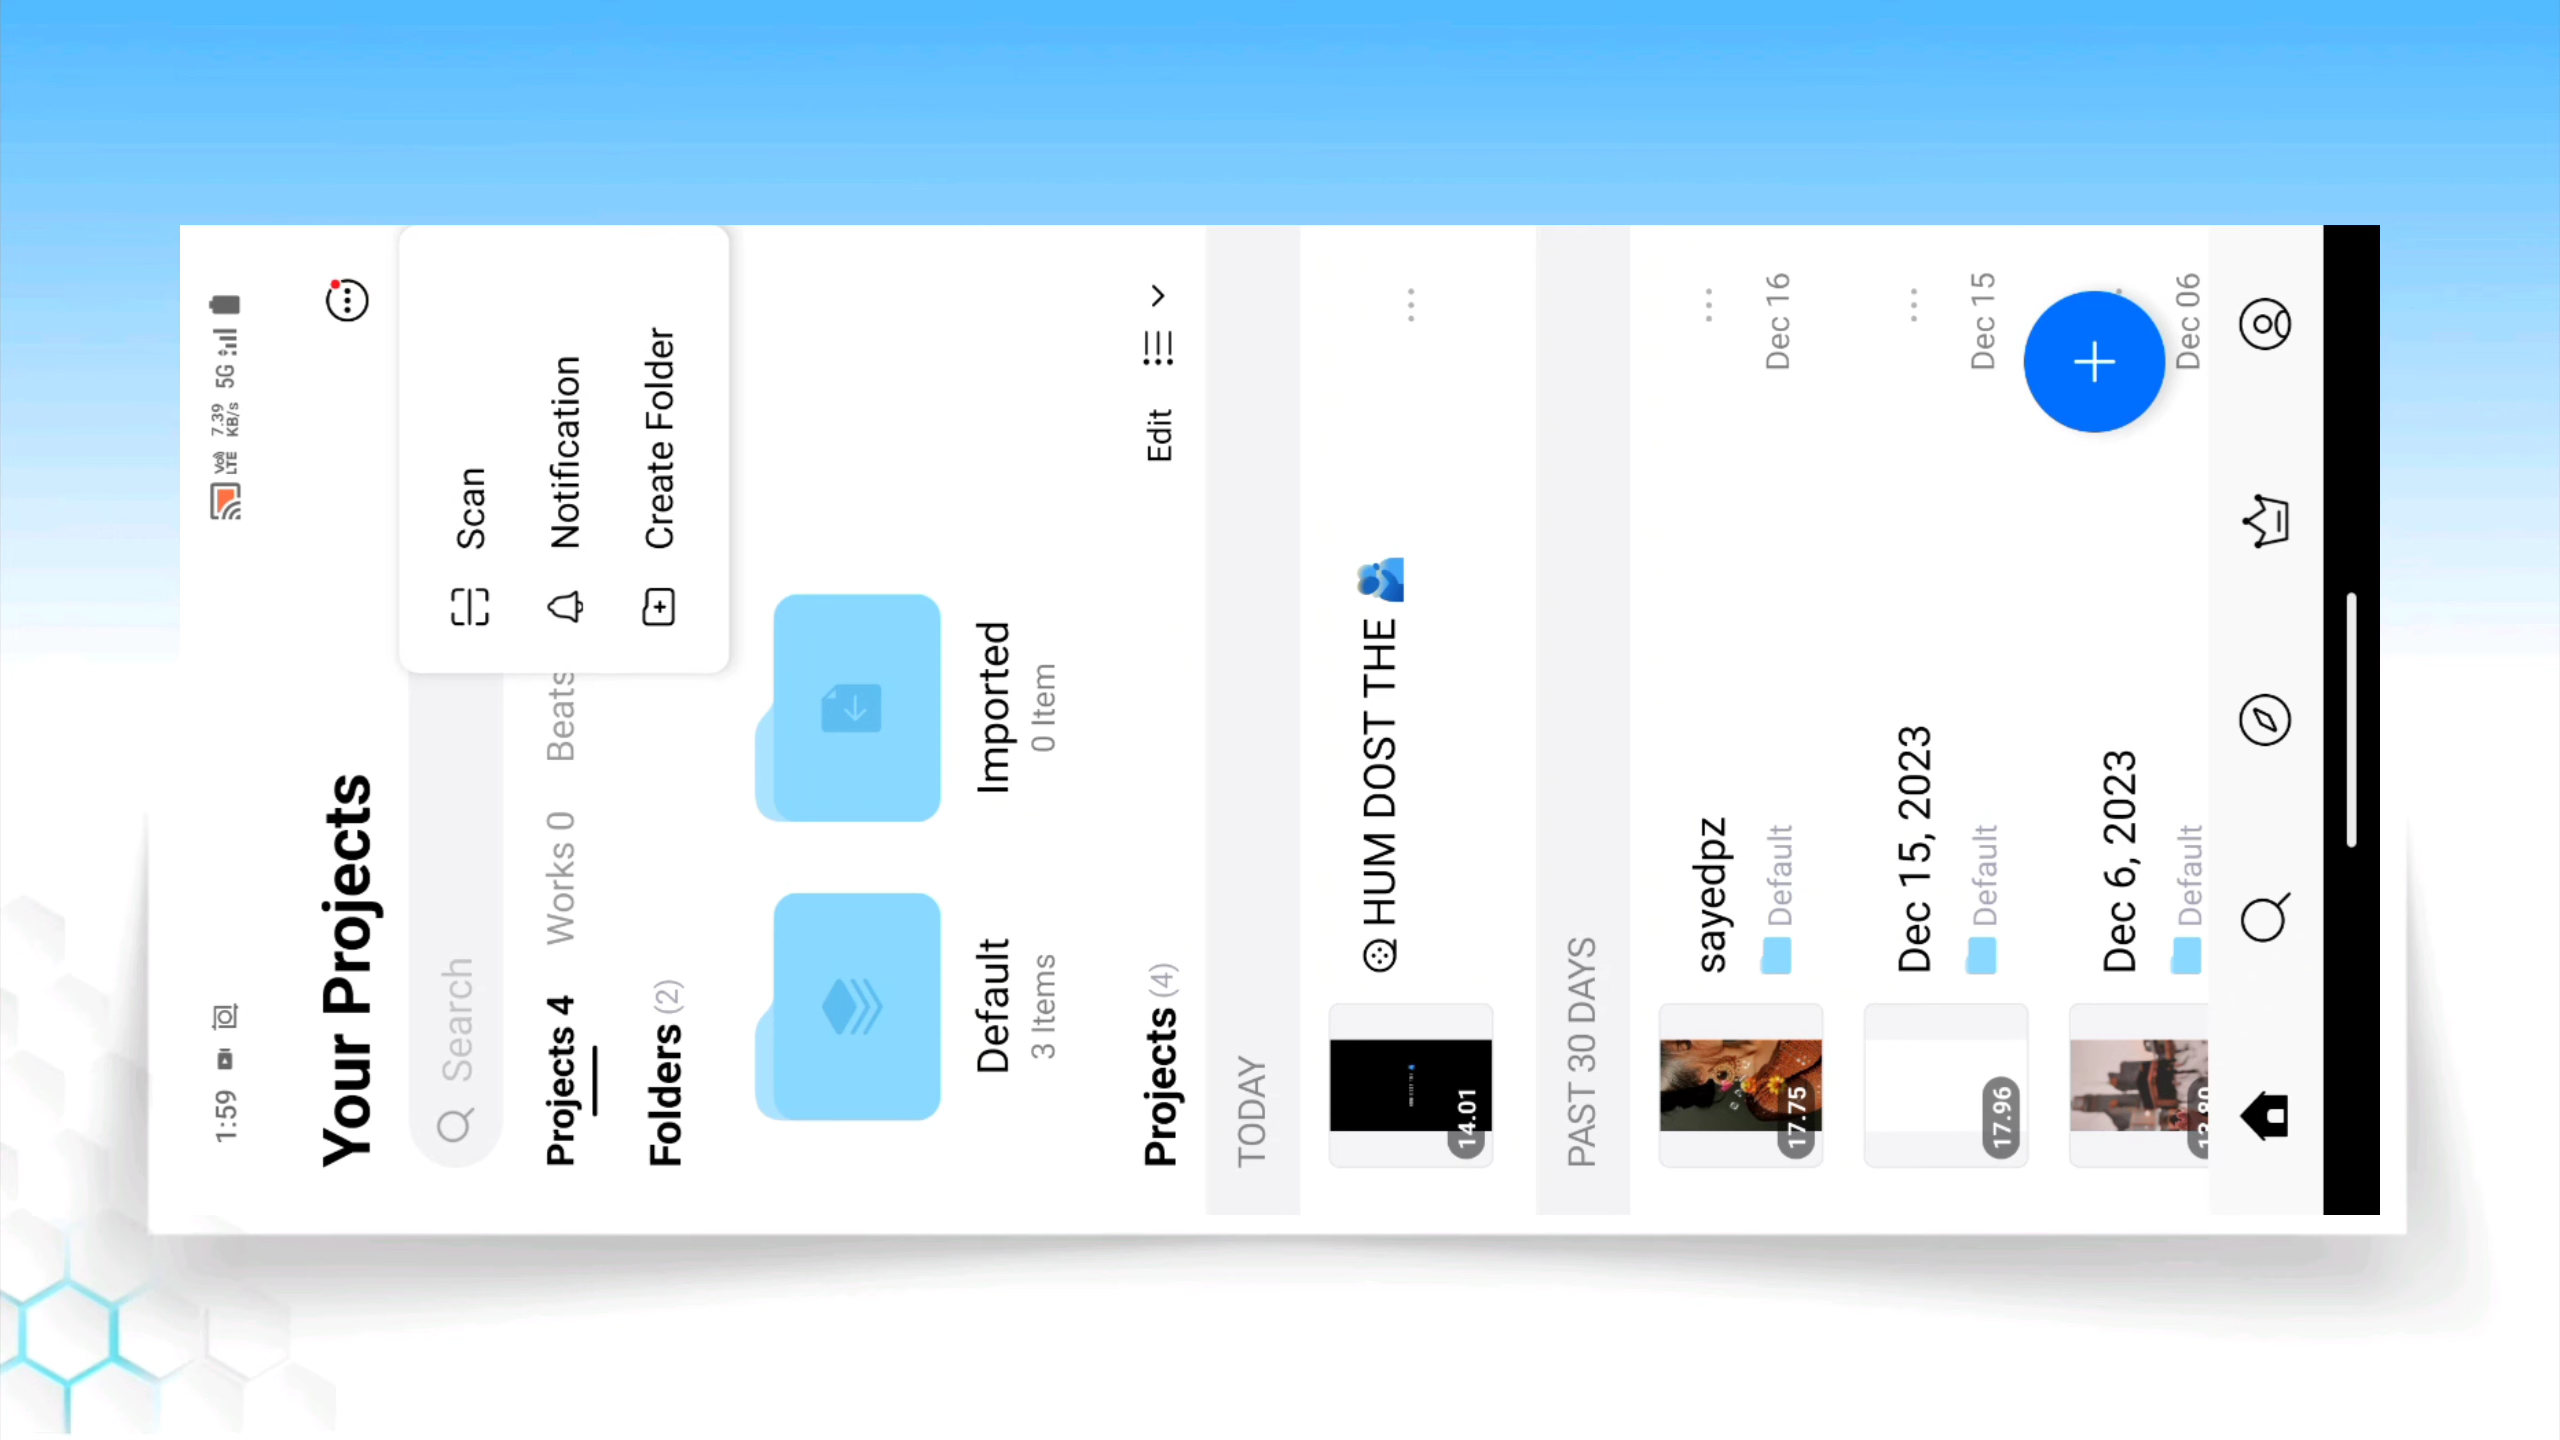 1:59
Vo)) LTE 7.39 KB/s 5G
Your Projects
Search
Scan
Notification
Create Folder
Projects 4 Works 0 Beats
Folders (2)
Default
3 Items
Imported
0 Item
Projects (4) Edit
TODAY
HUM DOST THE 🫂
14.01
PAST 30 DAYS
sayedpz
Default Dec 16
17.75
Dec 15, 2023
Default Dec 15
17.96
Dec 6, 2023
Default Dec 06